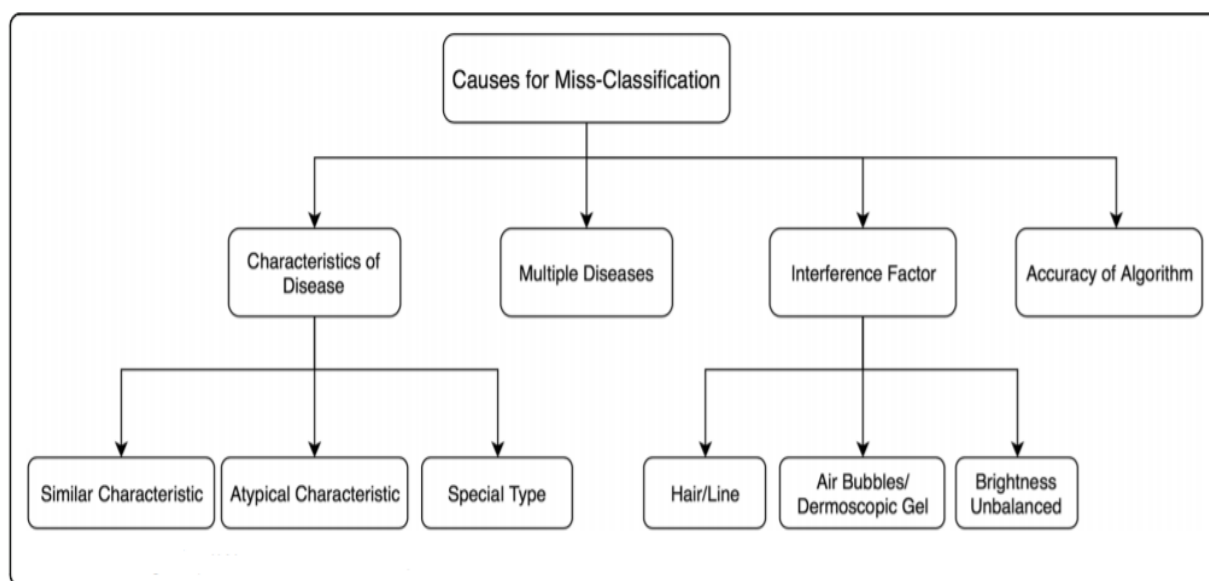 Causes for Miss-Classification
Characteristics of
Disease
Multiple Diseases
Interference Factor
Accuracy of Algorithm
Similar Characteristic
Atypical Characteristic
Special Type
Hair/Line
Air Bubbles/
Dermoscopic Gel
Brightness
Unbalanced